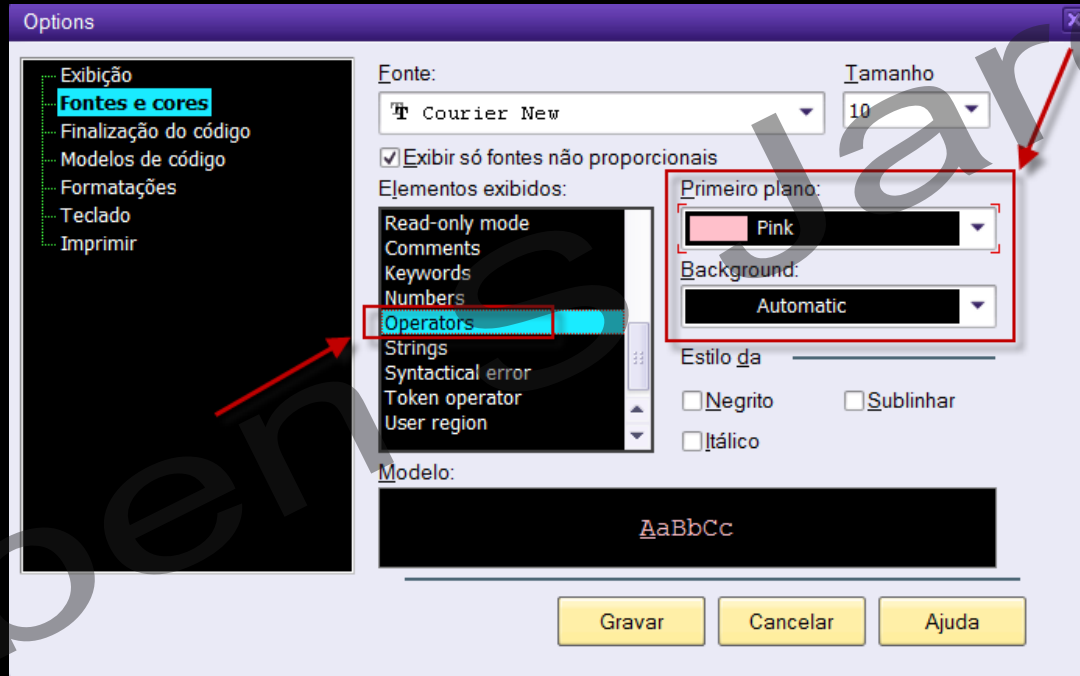 Options
Exibição
Fontes e cores
Finalização do código
Modelos de código
Formatações
Teclado
Imprimir
Fonte:
Tamanho
Courier New
10
Exibir só fontes não proporcionais
Elementos exibidos:
Primeiro plano:
Read-only mode
Comments
Keywords
Numbers
Operators
Strings
Syntactical error
Token operator
User region
Pink
Background:
Automatic
Estilo da
Negrito
Sublinhar
Itálico
Modelo:
AaBbCc
Gravar
Cancelar
Ajuda